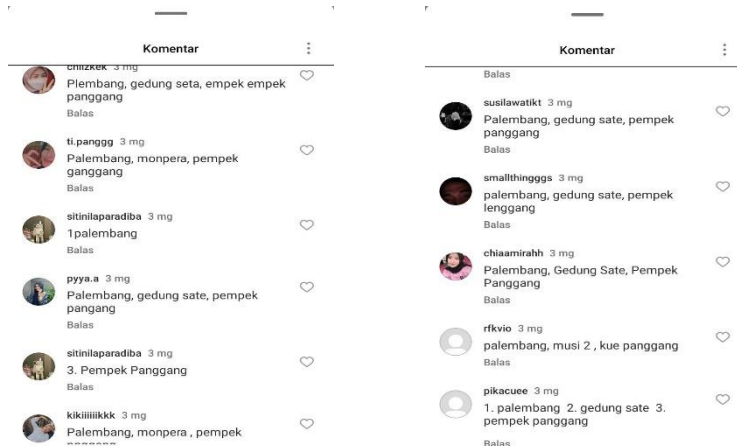 Komentar
chiizkek 3 mg
Plembang, gedung seta, empek empek
panggang
Balas
ti.panggg 3 mg
Palembang, monpera, pempek
ganggang
Balas
sitinilaparadiba 3 mg
1palembang
Balas
pyya.a 3 mg
Palembang, gedung sate, pempek
pangang
Balas
sitinilaparadiba 3 mg
3. Pempek Panggang
Balas
kikiiiiikkk 3 mg
Palembang, monpera , pempek
Komentar
Balas
susilawatikt 3 mg
Palembang, gedung sate, pempek
panggang
Balas
smallthingggs 3 mg
palembang, gedung sate, pempek
lenggang
Balas
chiaamirahh 3 mg
Palembang, Gedung Sate, Pempek
Panggang
Balas
rfkvio 3 mg
palembang, musi 2 , kue panggang
Balas
pikacuee 3 mg
1. palembang 2. gedung sate 3.
pempek panggang
Balas